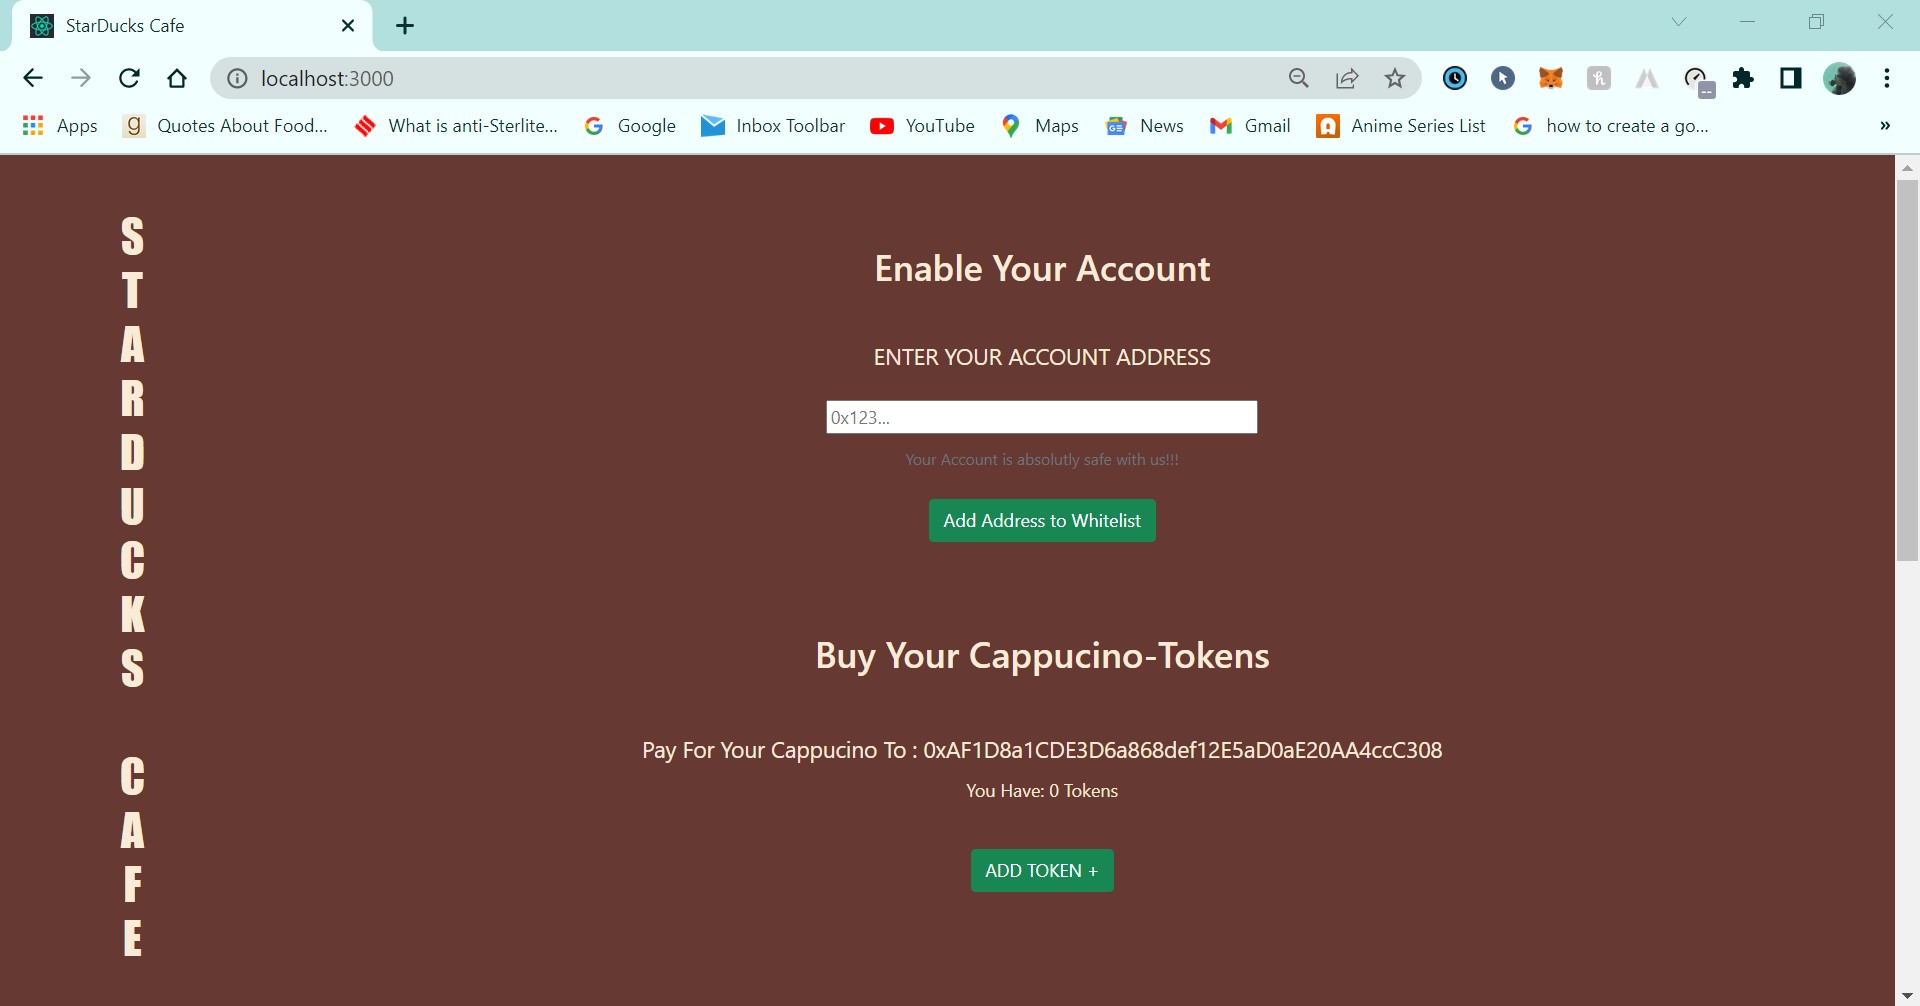 StarDucks Cafe
localhost:3000
Apps
Quotes About Food...
What is anti-Sterlite...
Google
Inbox Toolbar
YouTube
Maps
News
Gmail
Anime Series List
how to create a go...
»
STARDUCKS CAFE
Enable Your Account
ENTER YOUR ACCOUNT ADDRESS
0x123...
Your Account is absolutly safe with us!!!
Add Address to Whitelist
Buy Your Cappucino-Tokens
Pay For Your Cappucino To : 0xAF1D8a1CDE3D6a868def12E5aD0aE20AA4ccC308
You Have: 0 Tokens
ADD TOKEN +